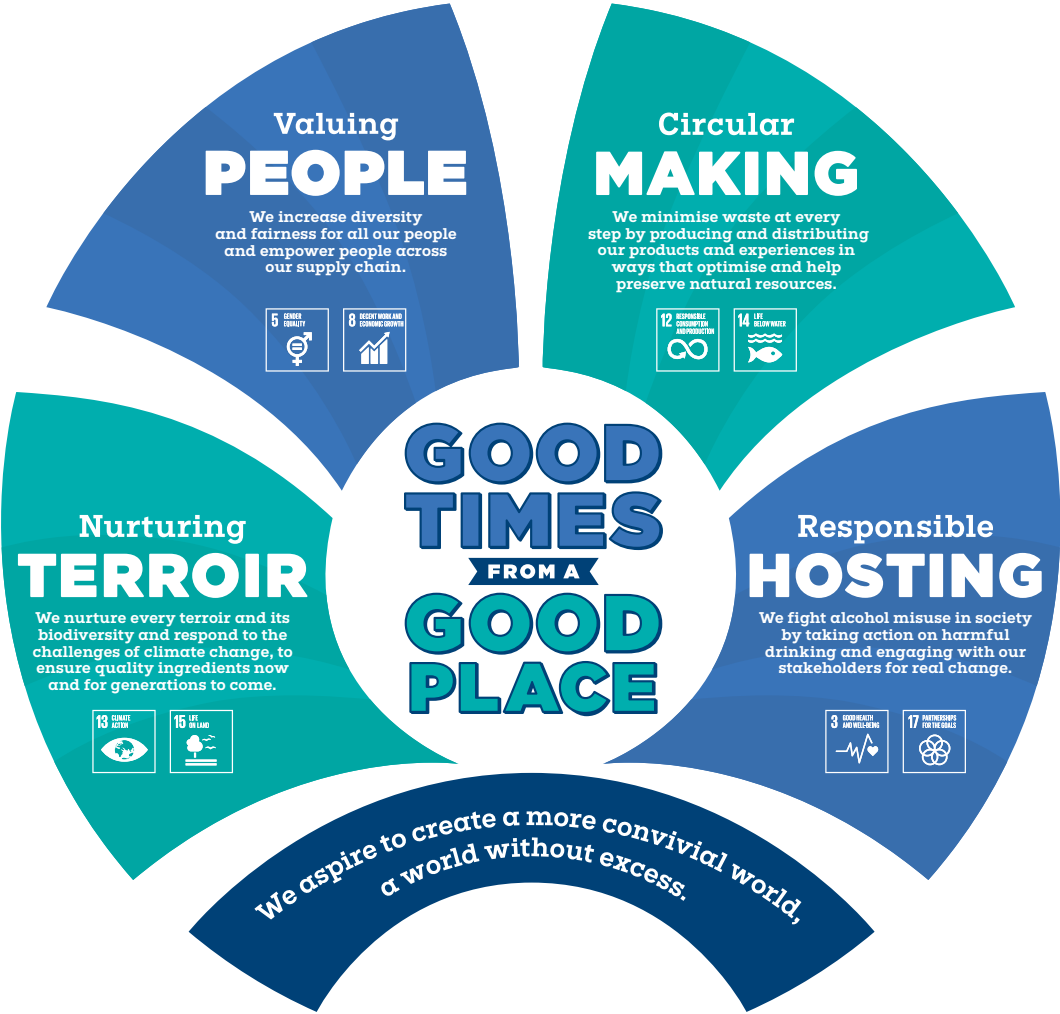 Valuing
PEOPLE
We increase diversity
and fairness for all our people
and empower people across
our supply chain.
5 GENDER
EQUALITY
8 DECENT WORK AND
ECONOMIC GROWTH
Circular
MAKING
We minimise waste at every
step by producing and distributing
our products and experiences in
ways that optimise and help
preserve natural resources.
12 RESPONSIBLE
CONSUMPTION
AND PRODUCTION
14 LIFE
BELOW WATER
Nurturing
TERROIR
We nurture every terroir and its
biodiversity and respond to the
challenges of climate change, to
ensure quality ingredients now
and for generations to come.
13 CLIMATE
ACTION
15 LIFE
ON LAND
GOOD
TIMES
FROM A
GOOD
PLACE
Responsible
HOSTING
We fight alcohol misuse in society
by taking action on harmful
drinking and engaging with our
stakeholders for real change.
3 GOOD HEALTH
AND WELL-BEING
17 PARTNERSHIPS
FOR THE GOALS
We aspire to create a more convivial world,
a world without excess.